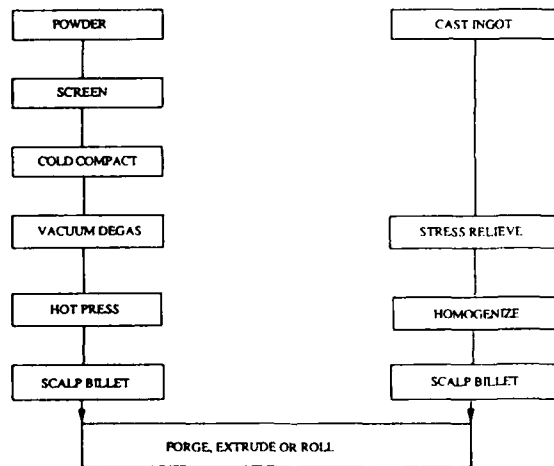 POWDER
CAST INGOT
SCREEN
COLD COMPACT
VACUUM DEGAS
STRESS RELIEVE
HOT PRESS
HOMOGENIZE
SCALP BILLET
SCALP BILLET
FORGE, EXTRUDE OR ROLL